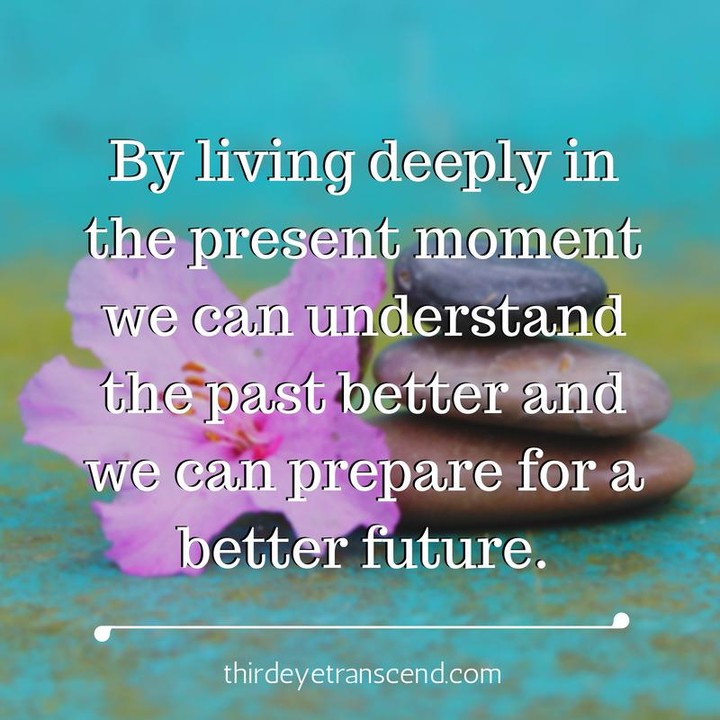 By living deeply in
the present moment
we can understand
the past better and
we can prepare for a
better future.
thirdeyetranscend.com